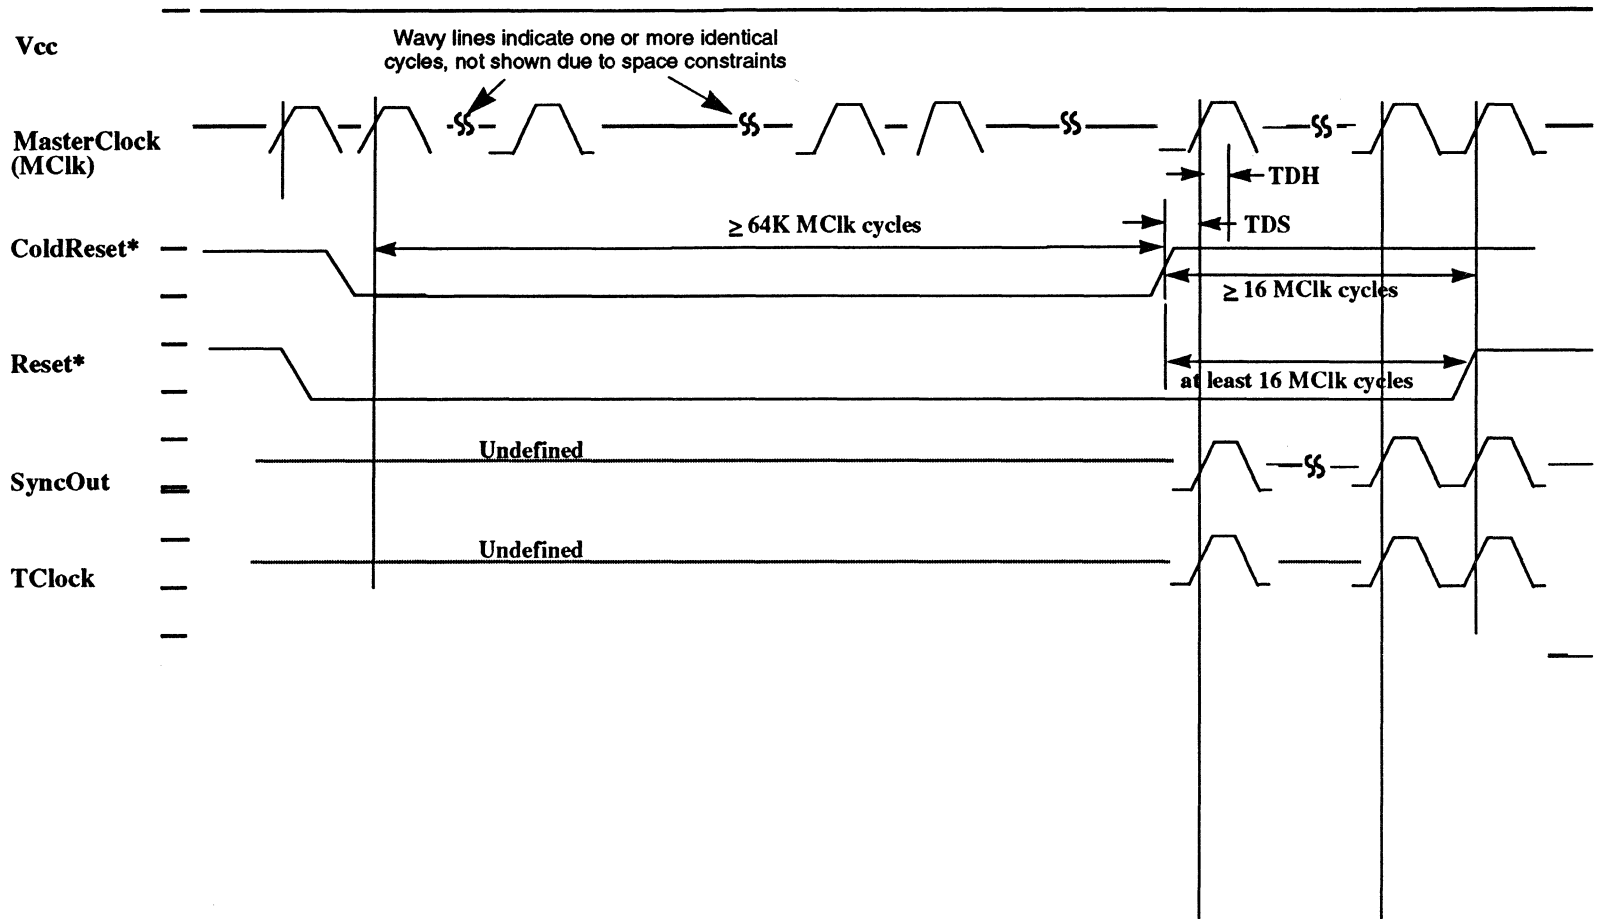 Vcc
Wavy lines indicate one or more identical
cycles, not shown due to space constraints
MasterClock
(MClk)
TDH
≥ 64K MClk cycles
TDS
ColdReset*
≥ 16 MClk cycles
Reset*
at least 16 MClk cycles
Undefined
SyncOut
Undefined
TClock